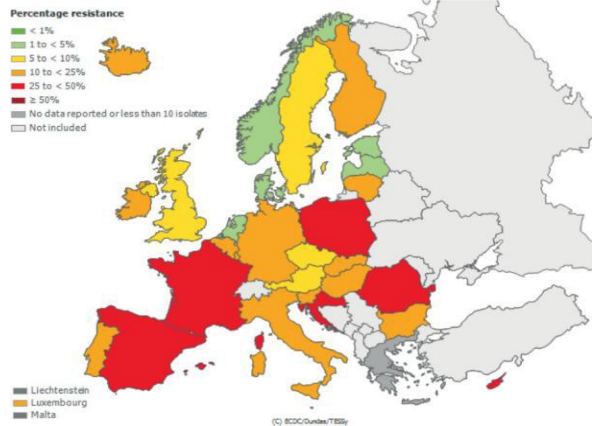 Percentage resistance
< 1%
1 to < 5%
5 to < 10%
10 to < 25%
25 to < 50%
≥ 50%
No data reported or less than 10 isolates
Not included
Liechtenstein
Luxembourg
Malta
(C) ECDC/Dundas/TESSy